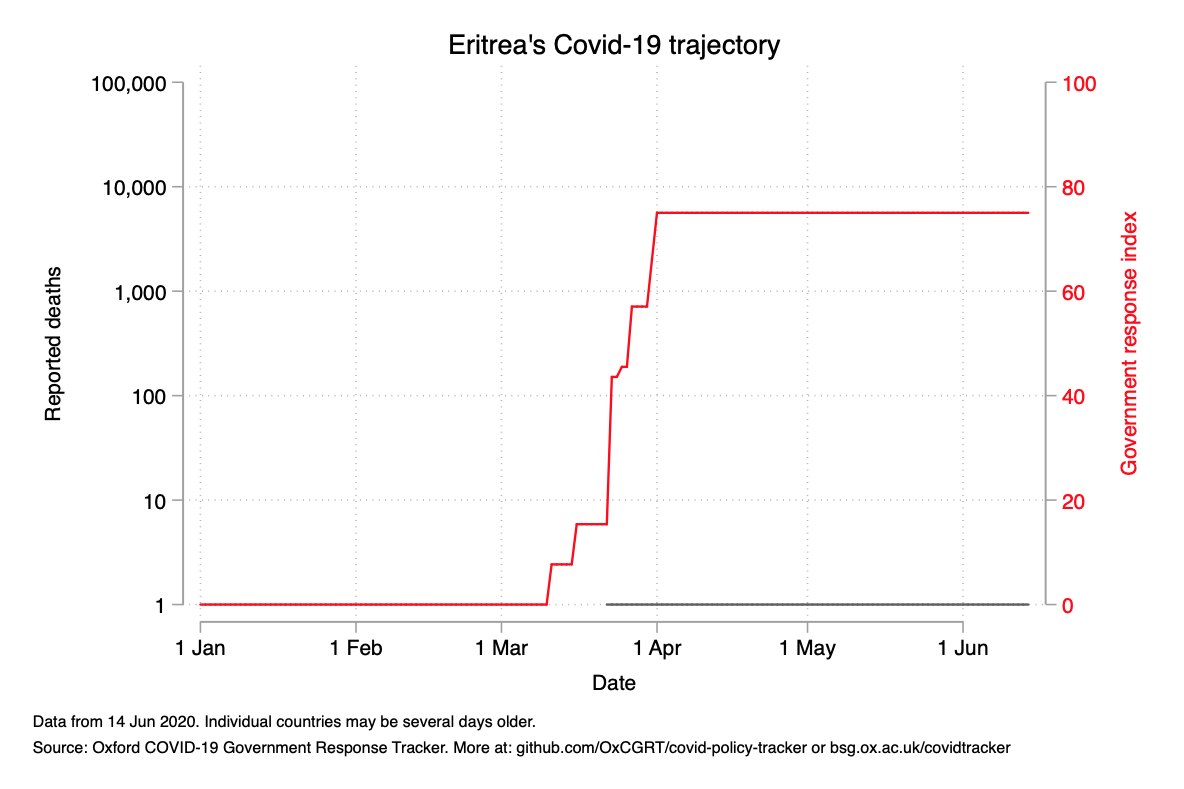 Eritrea's Covid-19 trajectory
100,000
10,000
1,000
100
10
1
Reported deaths
100
80
60
40
20
0
Government response index
1 Jan
1 Feb
1 Mar
1 Apr
1 May
1 Jun
Date
Data from 14 Jun 2020. Individual countries may be several days older.
Source: Oxford COVID-19 Government Response Tracker. More at: github.com/OxCGRT/covid-policy-tracker or bsg.ox.ac.uk/covidtracker